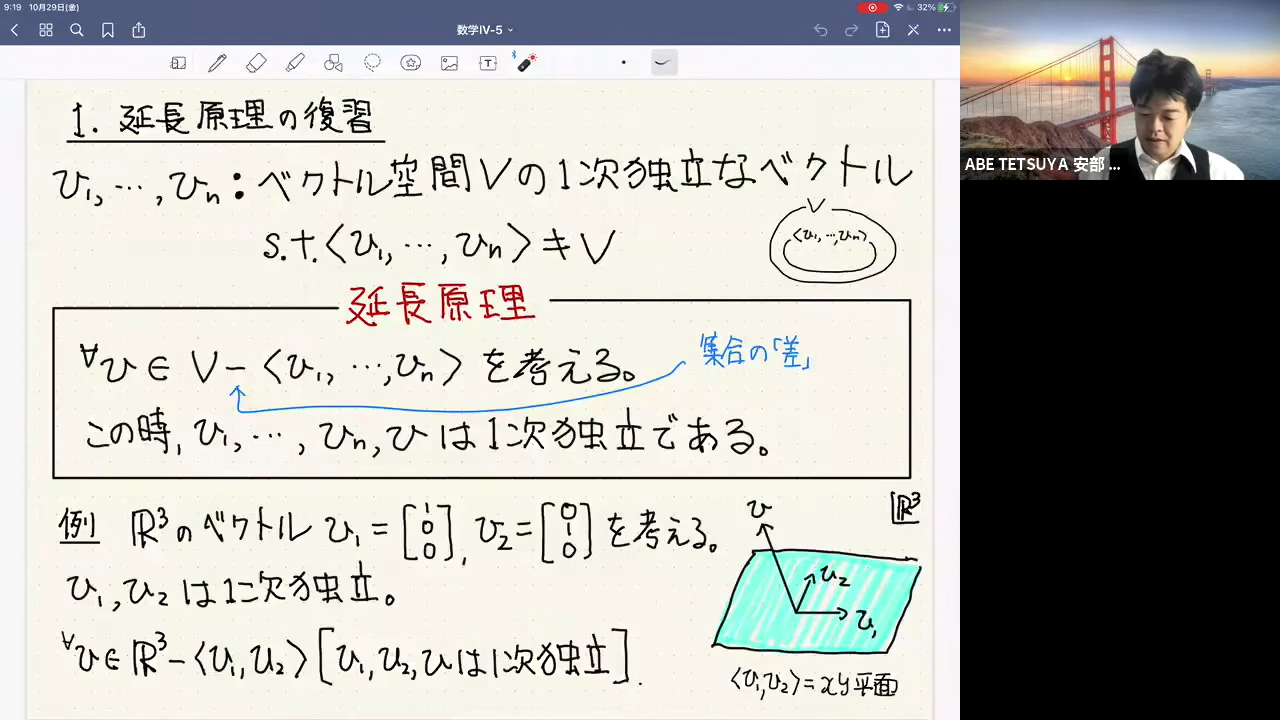 9:19 10月29日(金)
32%
数学IV-5
1. 延長原理の復習
v₁, …, vₙ : ベクトル空間Vの1次独立なベクトル
s.t. ⟨v₁, …, vₙ⟩ ≠ V
V
⟨v₁, …, vₙ⟩
延長原理
∀v ∈ V − ⟨v₁, …, vₙ⟩ を考える。
集合の「差」
この時, v₁, …, vₙ, v は1次独立である。
例 ℝ³のベクトル v₁ = [1 0 0], v₂ = [0 1 0] を考える。
v₁, v₂ は1次独立。
∀v ∈ ℝ³ − ⟨v₁, v₂⟩ [v₁, v₂, v は1次独立].
ℝ³
v
v₂
v₁
⟨v₁, v₂⟩ = xy平面
ABE TETSUYA 安部 ...